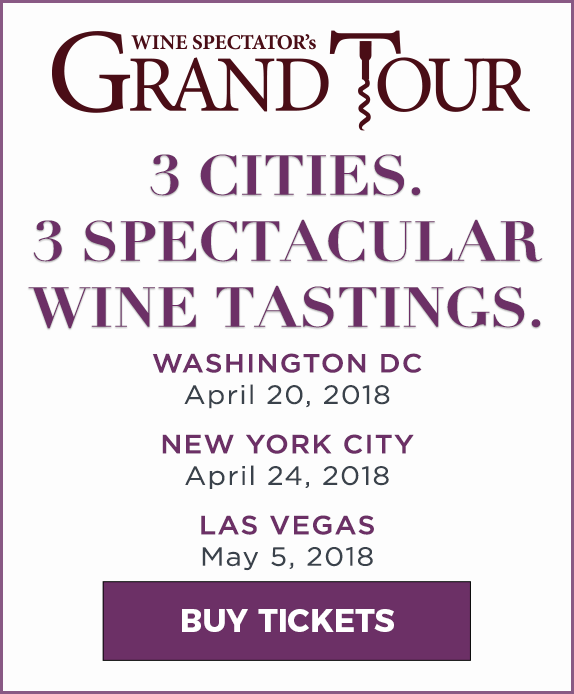 WINE SPECTATOR's
GRAND TOUR
3 CITIES.
3 SPECTACULAR
WINE TASTINGS.
WASHINGTON DC
April 20, 2018
NEW YORK CITY
April 24, 2018
LAS VEGAS
May 5, 2018
BUY TICKETS